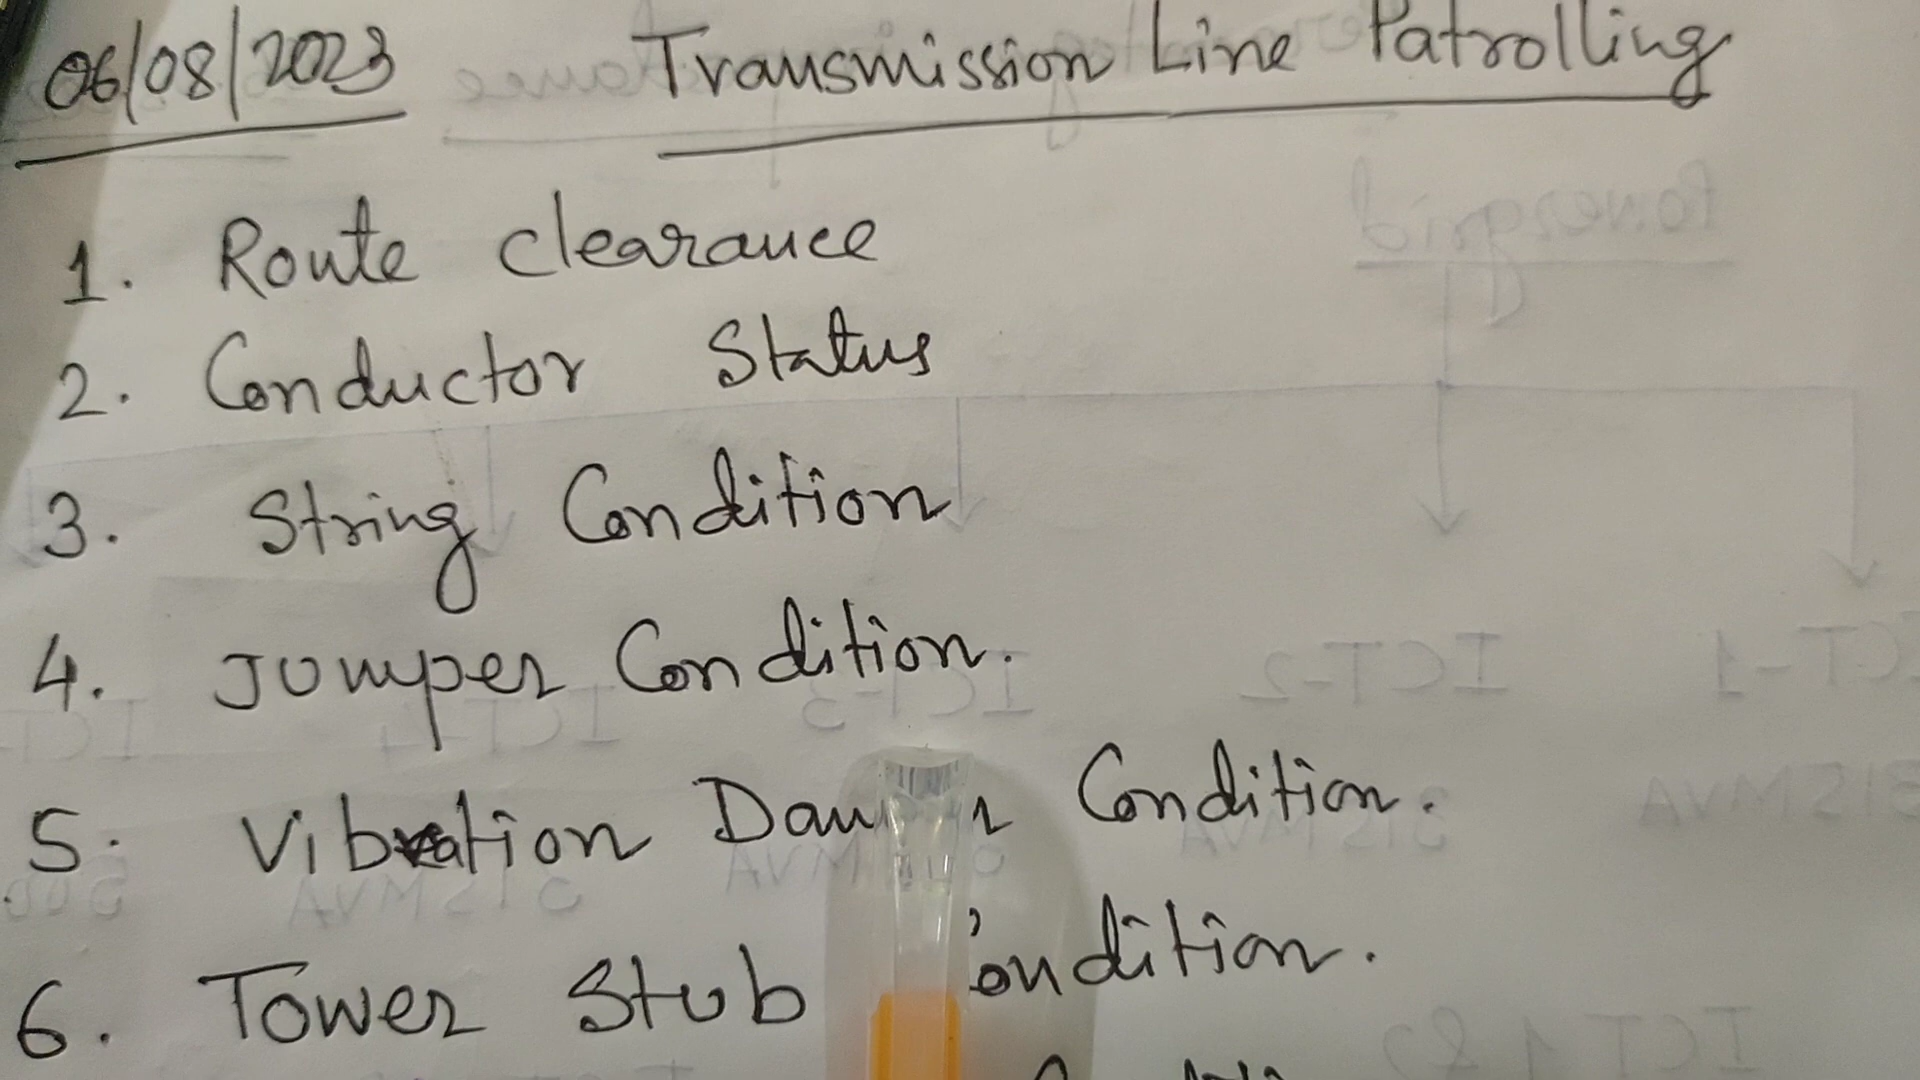 06/08/2023 Transmission Line Patrolling
1. Route clearance
2. Conductor Status
3. String Condition
4. Jumper Condition.
5. Vibration Condition.
6. Tower Stub Condition.